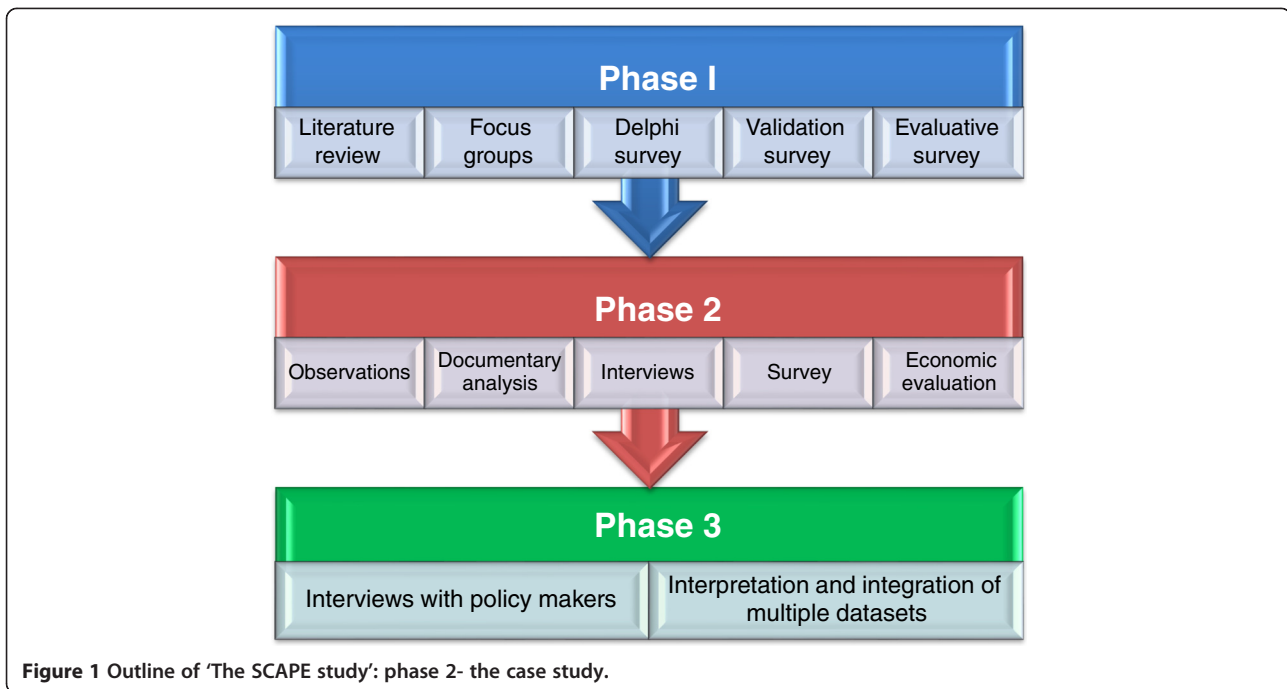 Phase I
Literature review
Focus groups
Delphi survey
Validation survey
Evaluative survey
Phase 2
Observations
Documentary analysis
Interviews
Survey
Economic evaluation
Phase 3
Interviews with policy makers
Interpretation and integration of
multiple datasets
Figure 1 Outline of ‘The SCAPE study’: phase 2- the case study.